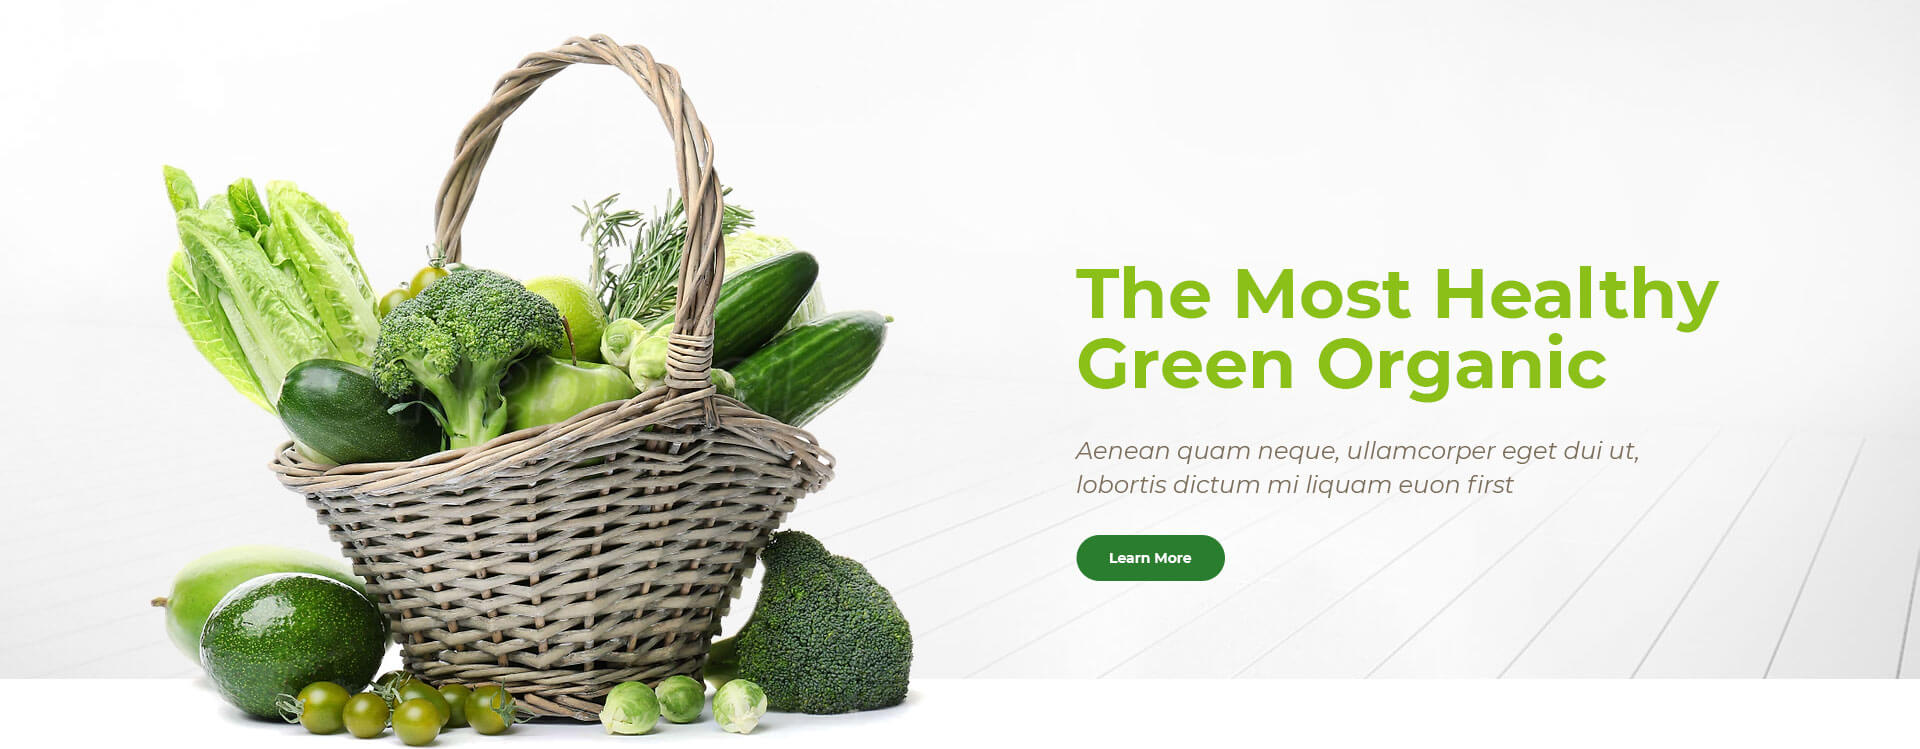 The Most Healthy
Green Organic
Aenean quam neque, ullamcorper eget dui ut,
lobortis dictum mi liquam euon first
Learn More